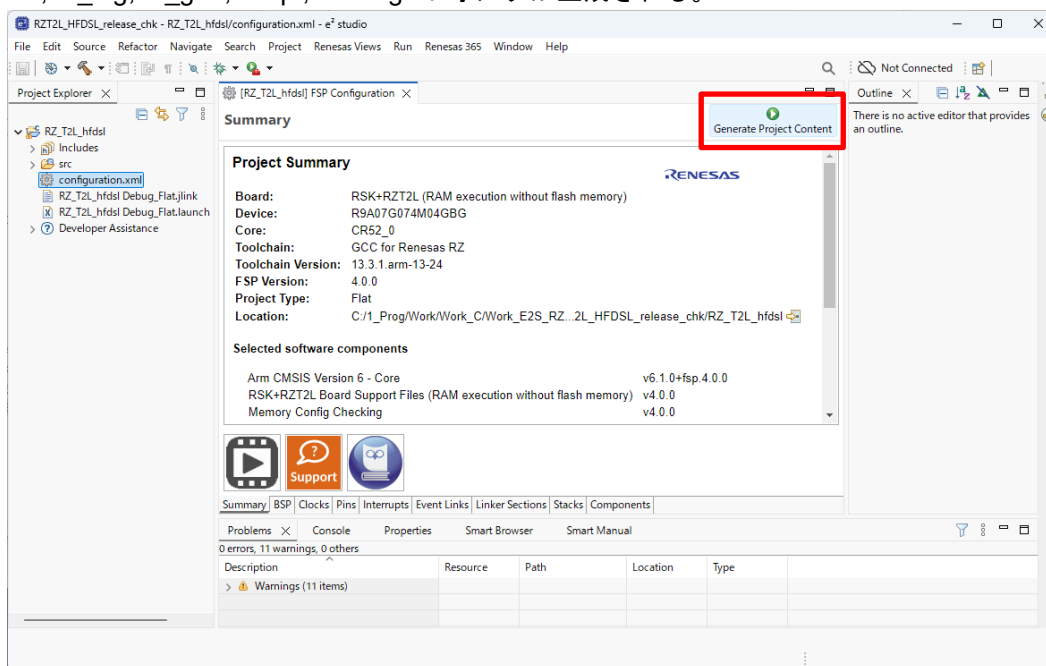 RZT2L_HFDSL_release_chk - RZ_T2L_hfdsl/configuration.xml - e² studio
File Edit Source Refactor Navigate Search Project Renesas Views Run Renesas 365 Window Help
Not Connected
Project Explorer
[RZ_T2L_hfdsl] FSP Configuration
Outline
Summary
Generate Project Content
There is no active editor that provides an outline.
RZ_T2L_hfdsl
Includes
src
configuration.xml
RZ_T2L_hfdsl Debug_Flat.jlink
RZ_T2L_hfdsl Debug_Flat.launch
Developer Assistance
Project Summary
RENESAS
Board: RSK+RZT2L (RAM execution without flash memory)
Device: R9A07G074M04GBG
Core: CR52_0
Toolchain: GCC for Renesas RZ
Toolchain Version: 13.3.1.arm-13-24
FSP Version: 4.0.0
Project Type: Flat
Location: C:/1_Prog/Work/Work_C/Work_E2S_RZ...2L_HFDSL_release_chk/RZ_T2L_hfdsl
Selected software components
Arm CMSIS Version 6 - Core v6.1.0+fsp.4.0.0
RSK+RZT2L Board Support Files (RAM execution without flash memory) v4.0.0
Memory Config Checking v4.0.0
Support
Summary BSP Clocks Pins Interrupts Event Links Linker Sections Stacks Components
Problems Console Properties Smart Browser Smart Manual
0 errors, 11 warnings, 0 others
Description Resource Path Location Type
Warnings (11 items)